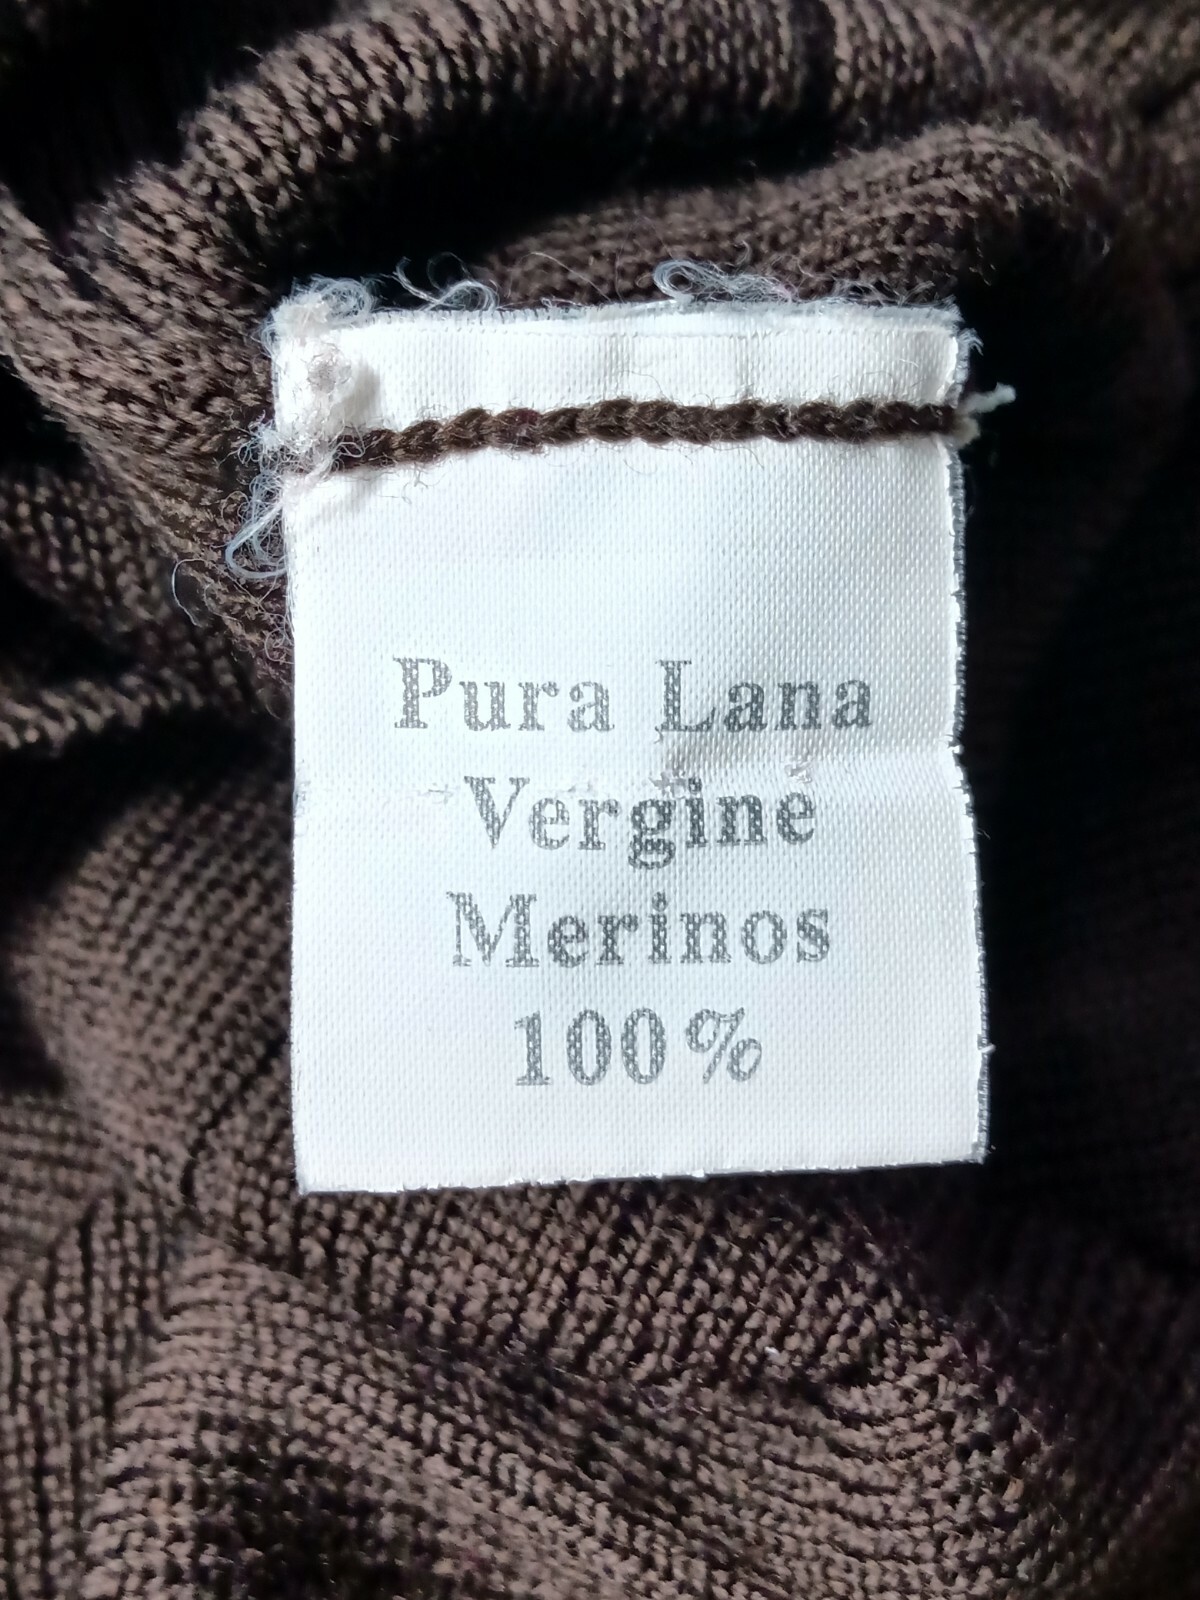 Pura Lana
Vergine
Merinos
100%